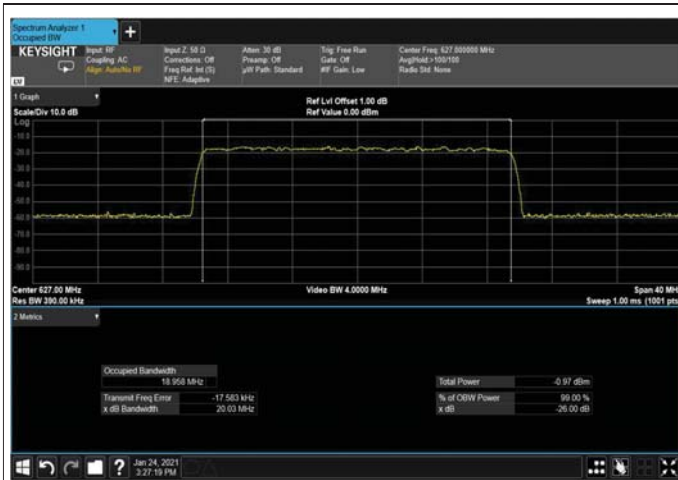 Spectrum Analyzer 1
Occupied BW
+
KEYSIGHT
Input: RF
Coupling: AC
Align: Auto/No RF
Input Z: 50 Ω
Corrections: Off
Freq Ref: Int (S)
NFE: Adaptive
Atten: 30 dB
Preamp: Off
µW Path: Standard
Trig: Free Run
Gate: Off
#IF Gain: Low
Center Freq: 627.000000 MHz
Avg|Hold:>100/100
Radio Std: None
LXI
1 Graph
Scale/Div 10.0 dB
Ref Lvl Offset 1.00 dB
Ref Value 0.00 dBm
Log
-10.0
-20.0
-30.0
-40.0
-50.0
-60.0
-70.0
-80.0
-90.0
Center 627.00 MHz
Res BW 390.00 kHz
Video BW 4.0000 MHz
Span 40 MH
Sweep 1.00 ms (1001 pts
2 Metrics
Occupied Bandwidth
18.958 MHz
Transmit Freq Error -17.583 kHz
x dB Bandwidth 20.03 MHz
Total Power -0.97 dBm
% of OBW Power 99.00 %
x dB -26.00 dB
? Jan 24, 2021
3:27:19 PM